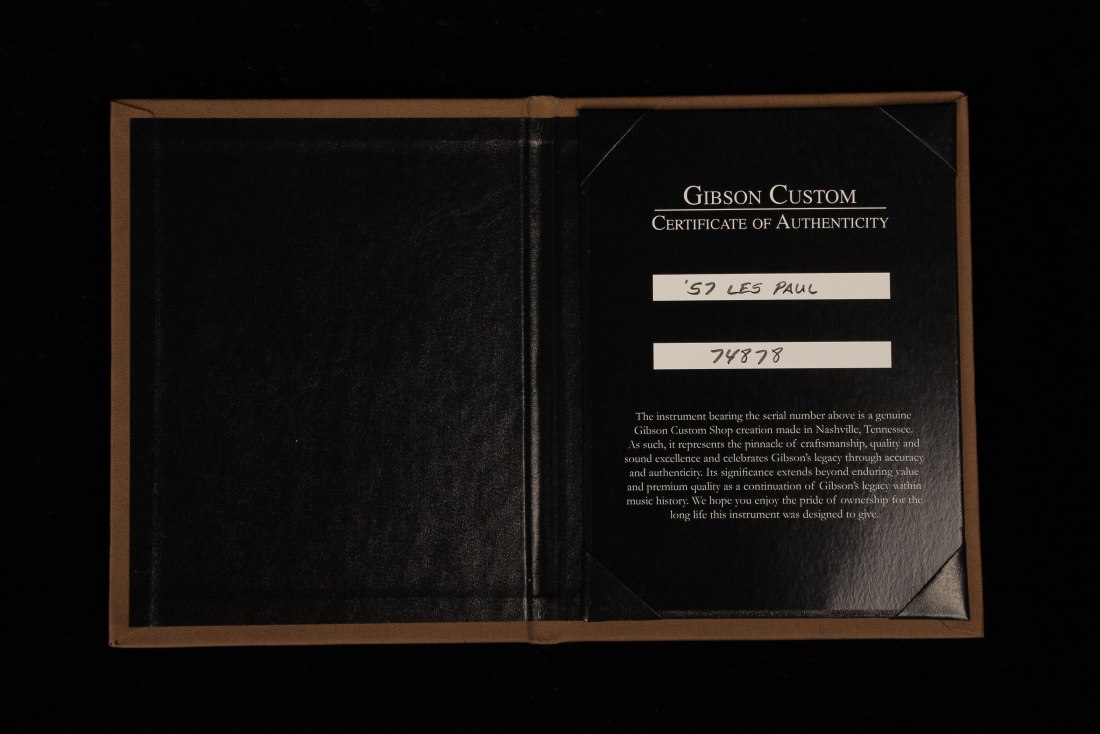 GIBSON CUSTOM
CERTIFICATE OF AUTHENTICITY
'57 LES PAUL
74878
The instrument bearing the serial number above is a genuine
Gibson Custom Shop creation made in Nashville, Tennessee.
As such, it represents the pinnacle of craftsmanship, quality and
sound excellence and celebrates Gibson's legacy through accuracy
and authenticity. Its significance extends beyond enduring value
and premium quality as a continuation of Gibson's legacy within
music history. We hope you enjoy the pride of ownership for the
long life this instrument was designed to give.